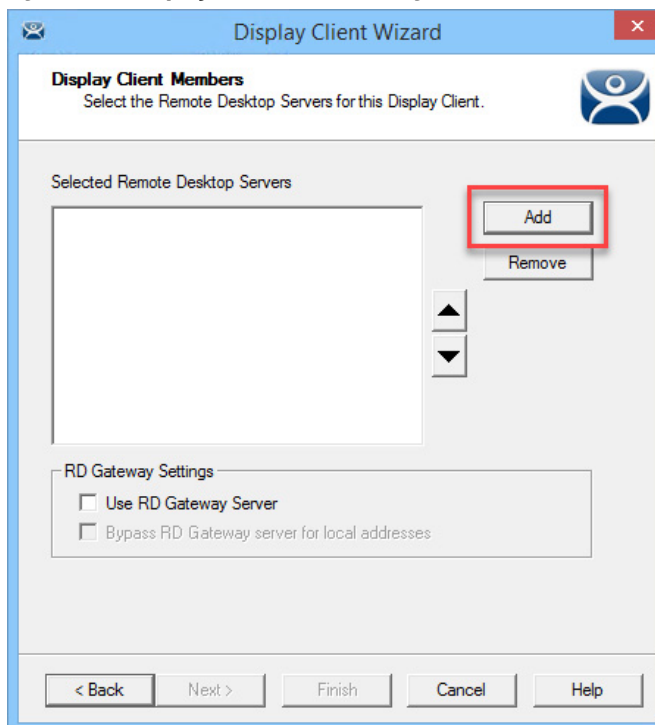 Display Client Wizard
Display Client Members
Select the Remote Desktop Servers for this Display Client.
Selected Remote Desktop Servers
Add
Remove
RD Gateway Settings
Use RD Gateway Server
Bypass RD Gateway server for local addresses
< Back
Next >
Finish
Cancel
Help